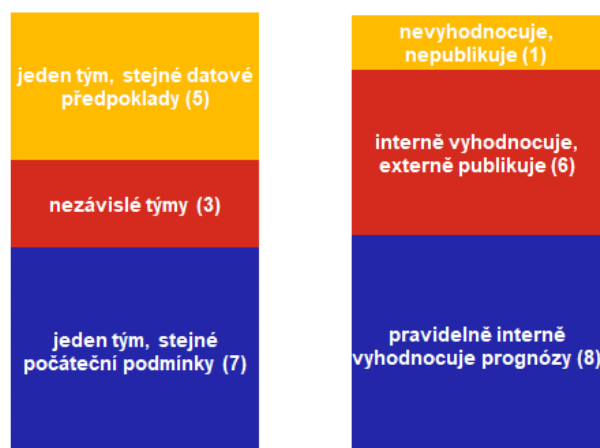 jeden tým, stejné datové
předpoklady (5)
nezávislé týmy (3)
jeden tým, stejné
počáteční podmínky (7)
nevyhodnocuje,
nepublikuje (1)
interně vyhodnocuje,
externě publikuje (6)
pravidelně interně
vyhodnocuje prognózy (8)